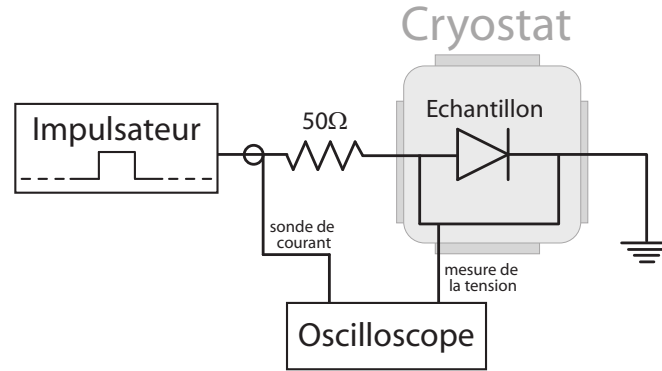 Cryostat
Impulsateur
50Ω
Echantillon
sonde de
courant
mesure de
la tension
Oscilloscope